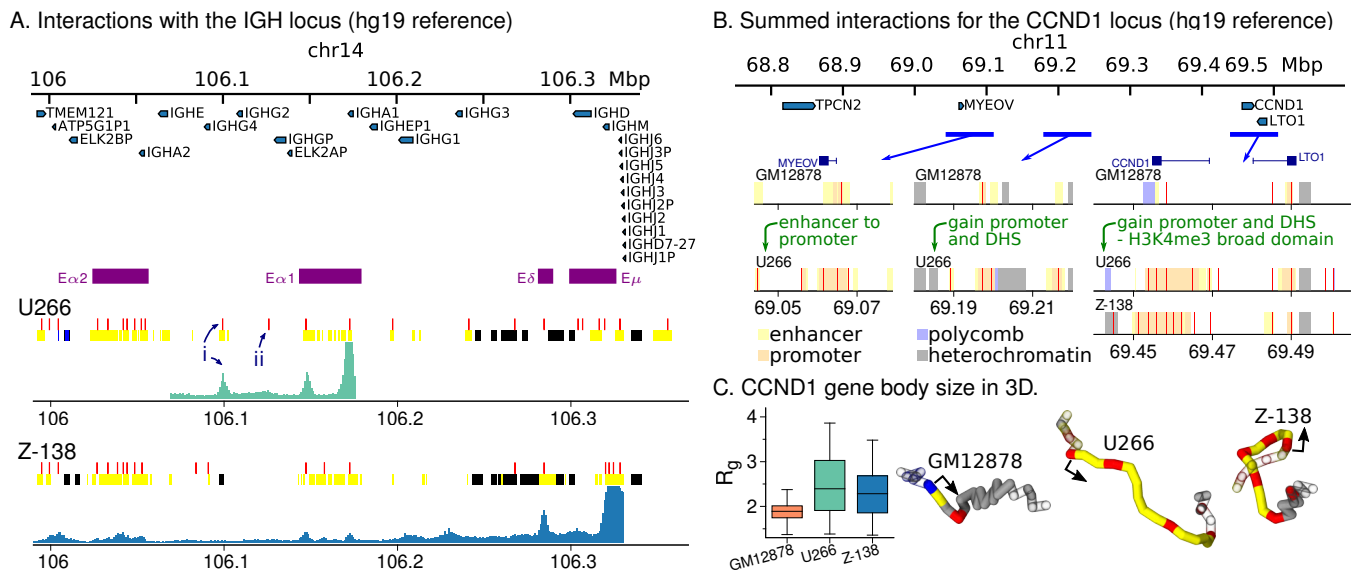 A. Interactions with the IGH locus (hg19 reference)
chr14
106 106.1 106.2 106.3 Mbp
TMEM121 IGHE IGHG2 IGHA1 IGHG3 IGHD
ATP5G1P1 IGHG4 IGHEP1 IGHM
ELK2BP IGHGP IGHG1 IGHJ6
IGHA2 ELK2AP IGHJ3P
IGHJ5
IGHJ4
IGHJ3
IGHJ2P
IGHJ2
IGHJ1
IGHD7-27
IGHJ1P
Eα2 Eα1 Eδ Eμ
U266
i ii
106 106.1 106.2 106.3
Z-138
106 106.1 106.2 106.3
B. Summed interactions for the CCND1 locus (hg19 reference)
chr11
68.8 68.9 69.0 69.1 69.2 69.3 69.4 69.5 Mbp
TPCN2 MYEOV CCND1
LTO1
MYEOV CCND1 LTO1
GM12878 GM12878 GM12878
enhancer to gain promoter gain promoter and DHS
promoter and DHS - H3K4me3 broad domain
U266 U266 U266
Z-138
69.05 69.07 69.19 69.21
69.45 69.47 69.49
enhancer polycomb
promoter heterochromatin
C. CCND1 gene body size in 3D.
Rg
4
3
2
GM12878 U266 Z-138
GM12878 U266 Z-138